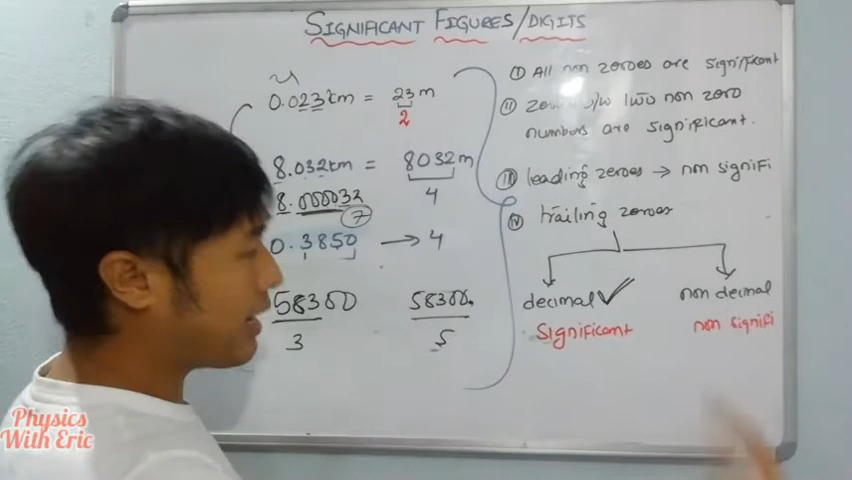 SIGNIFICANT FIGURES/DIGITS
0.023km = 23m
2
8.032km = 8032m
4
8.000032
7
0.3850 → 4
58300
3
58300.
5
(I) All non zeroes are significant
(II) b/w two non zero
numbers are significant.
(III) leading zeroes → non signifi
(IV) trailing zeroes
decimal ✓
significant
non decimal
non signifi
Physics
With Eric